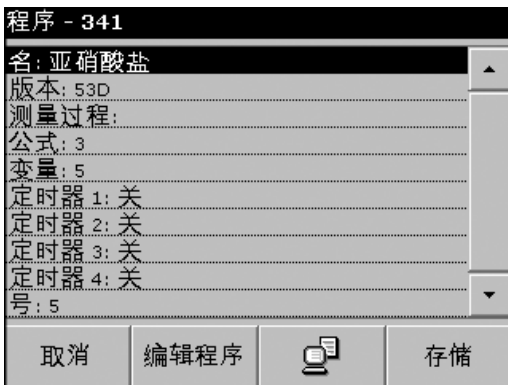 程序 - 341
名: 亚硝酸盐
版本: 53D
测量过程:
公式: 3
变量: 5
定时器 1: 关
定时器 2: 关
定时器 3: 关
定时器 4: 关
号: 5
取消 编辑程序 存储